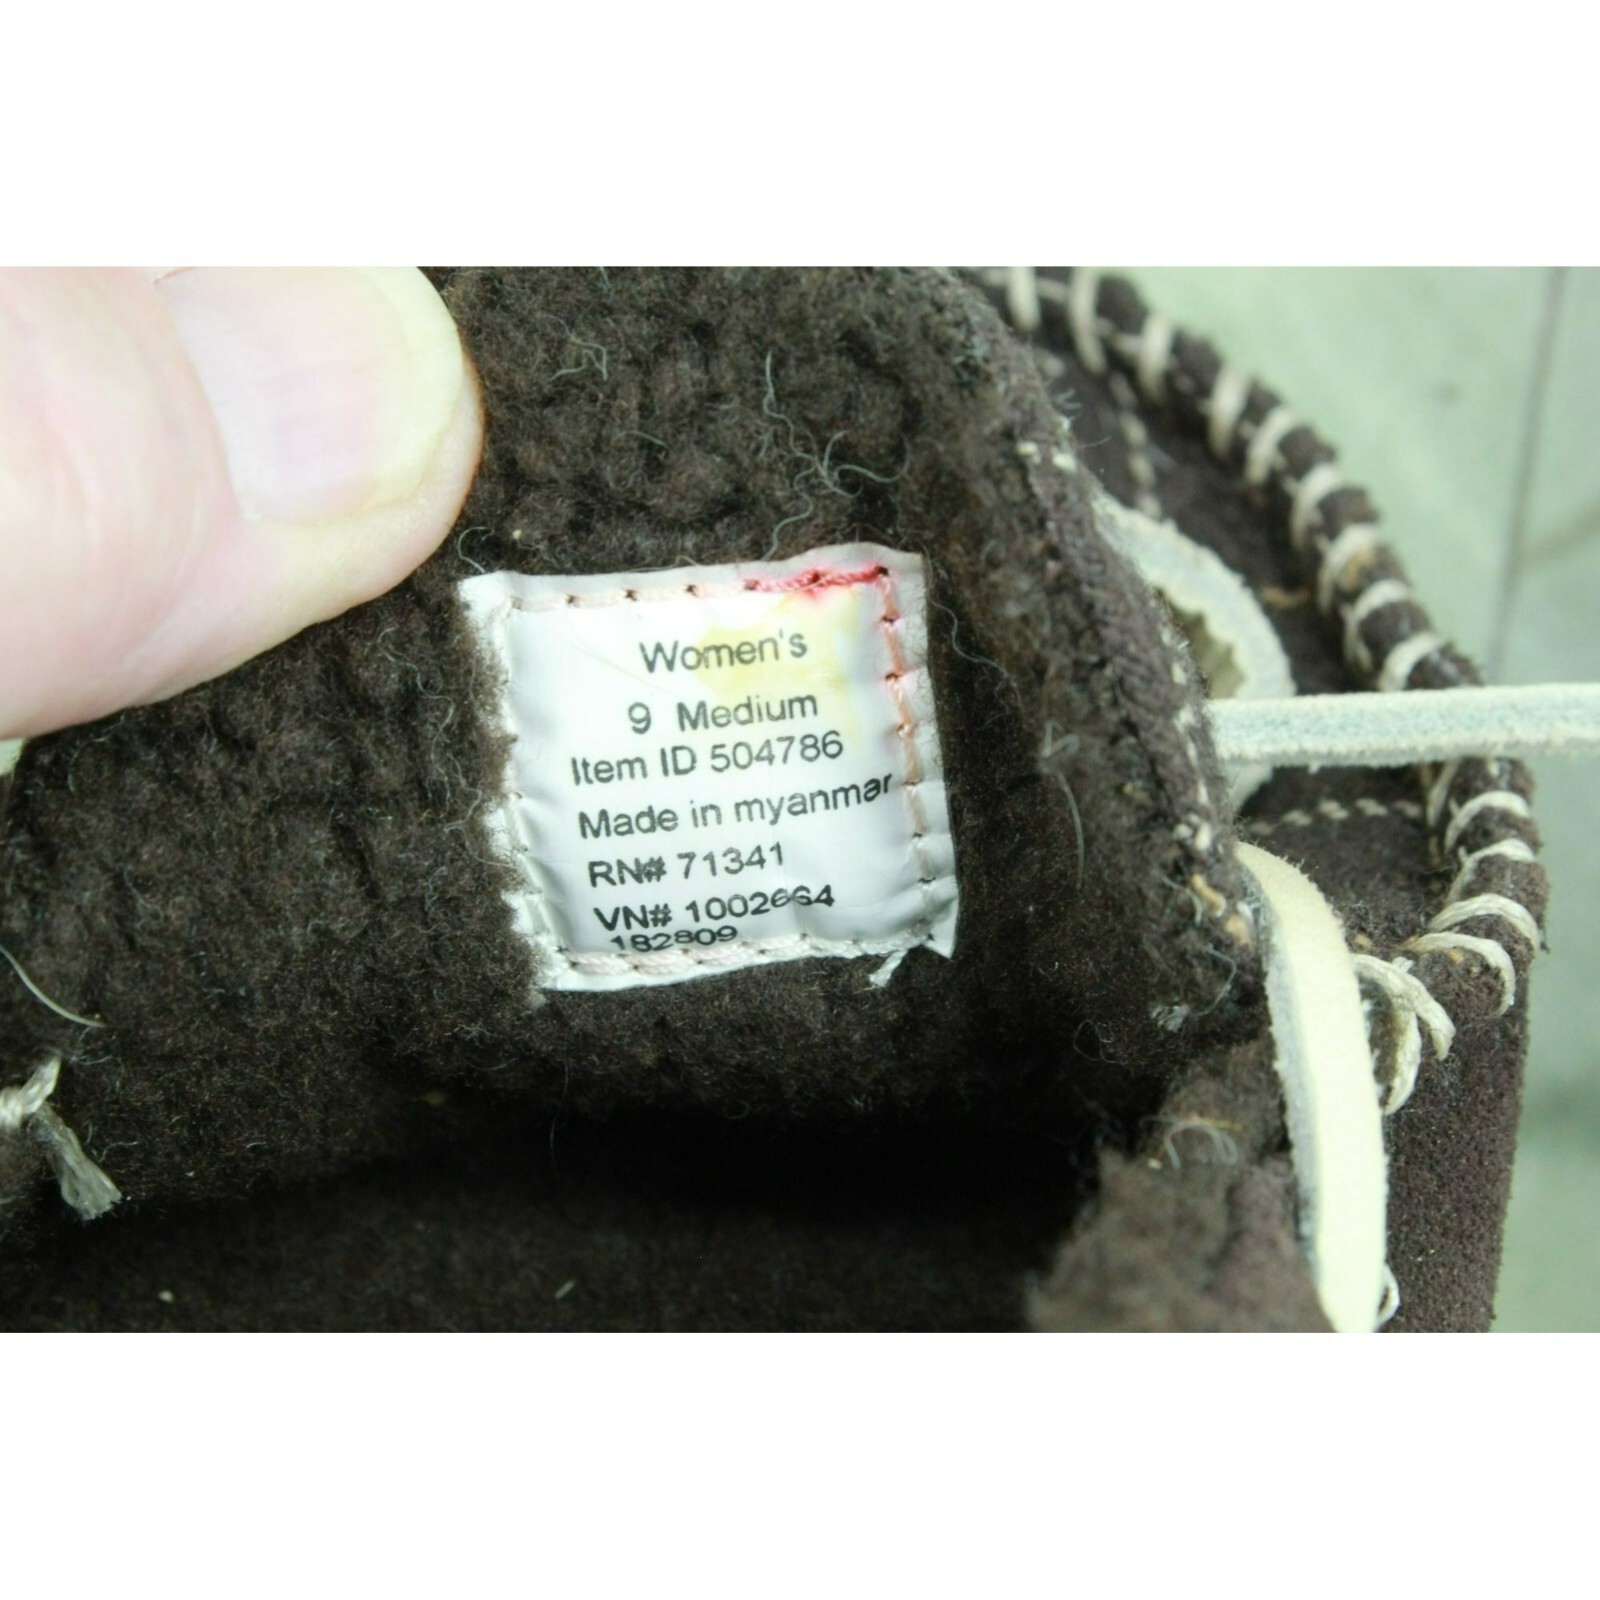 Women's
9 Medium
Item ID 504786
Made in myanmar
RN# 71341
VN# 1002664
182809